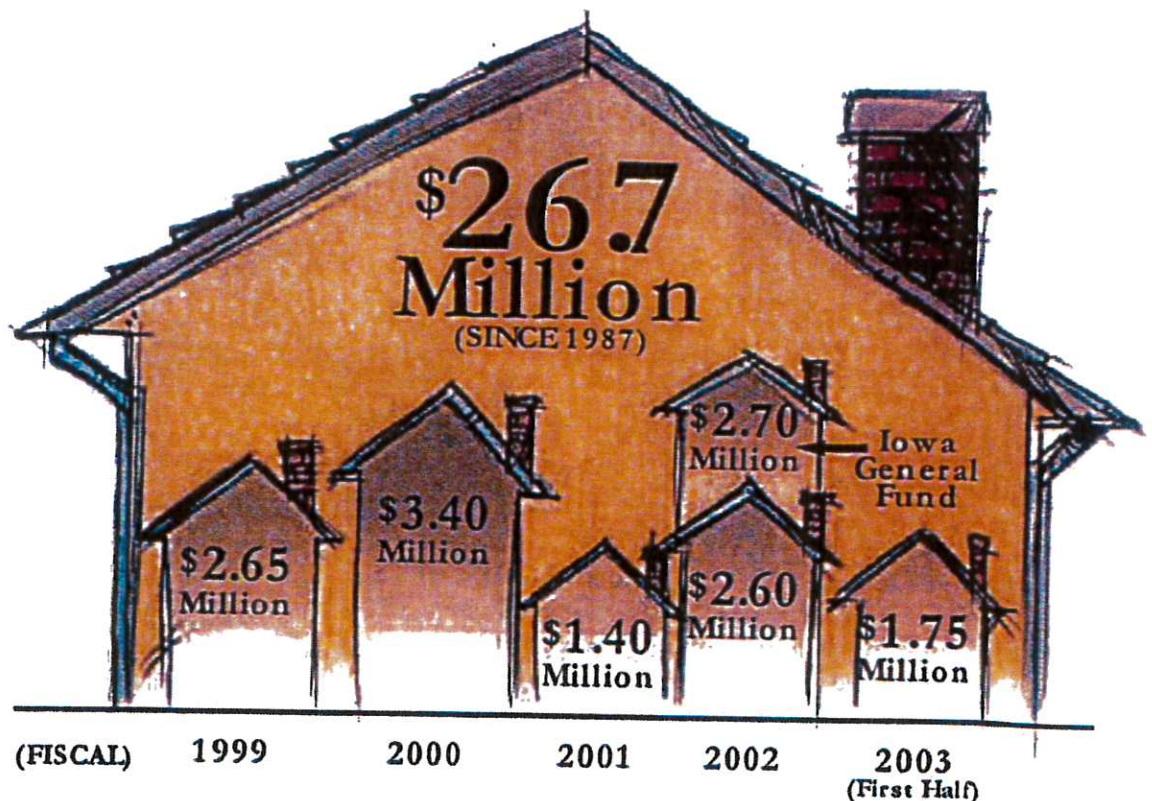 $26.7
Million
(SINCE 1987)
$2.65
Million
$3.40
Million
$1.40
Million
$2.70
Million
Iowa
General
Fund
$2.60
Million
$1.75
Million
(FISCAL) 1999 2000 2001 2002 2003
(First Half)